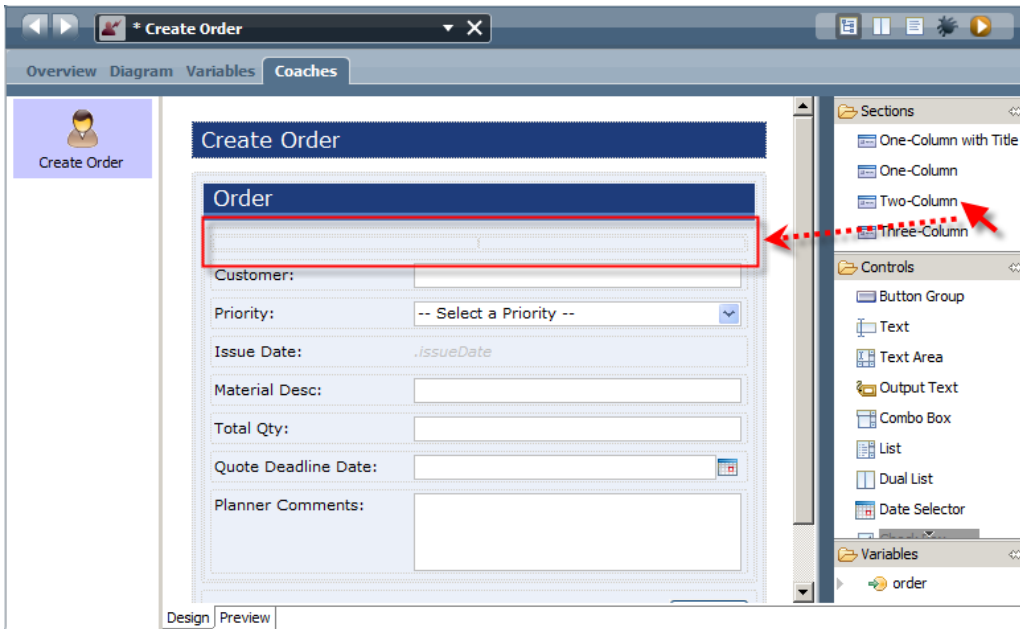 * Create Order
Overview Diagram Variables Coaches
Create Order
Create Order
Order
Customer:
Priority: -- Select a Priority --
Issue Date: .issueDate
Material Desc:
Total Qty:
Quote Deadline Date:
Planner Comments:
Design Preview
Sections
One-Column with Title
One-Column
Two-Column
Three-Column
Controls
Button Group
Text
Text Area
Output Text
Combo Box
List
Dual List
Date Selector
Variables
order